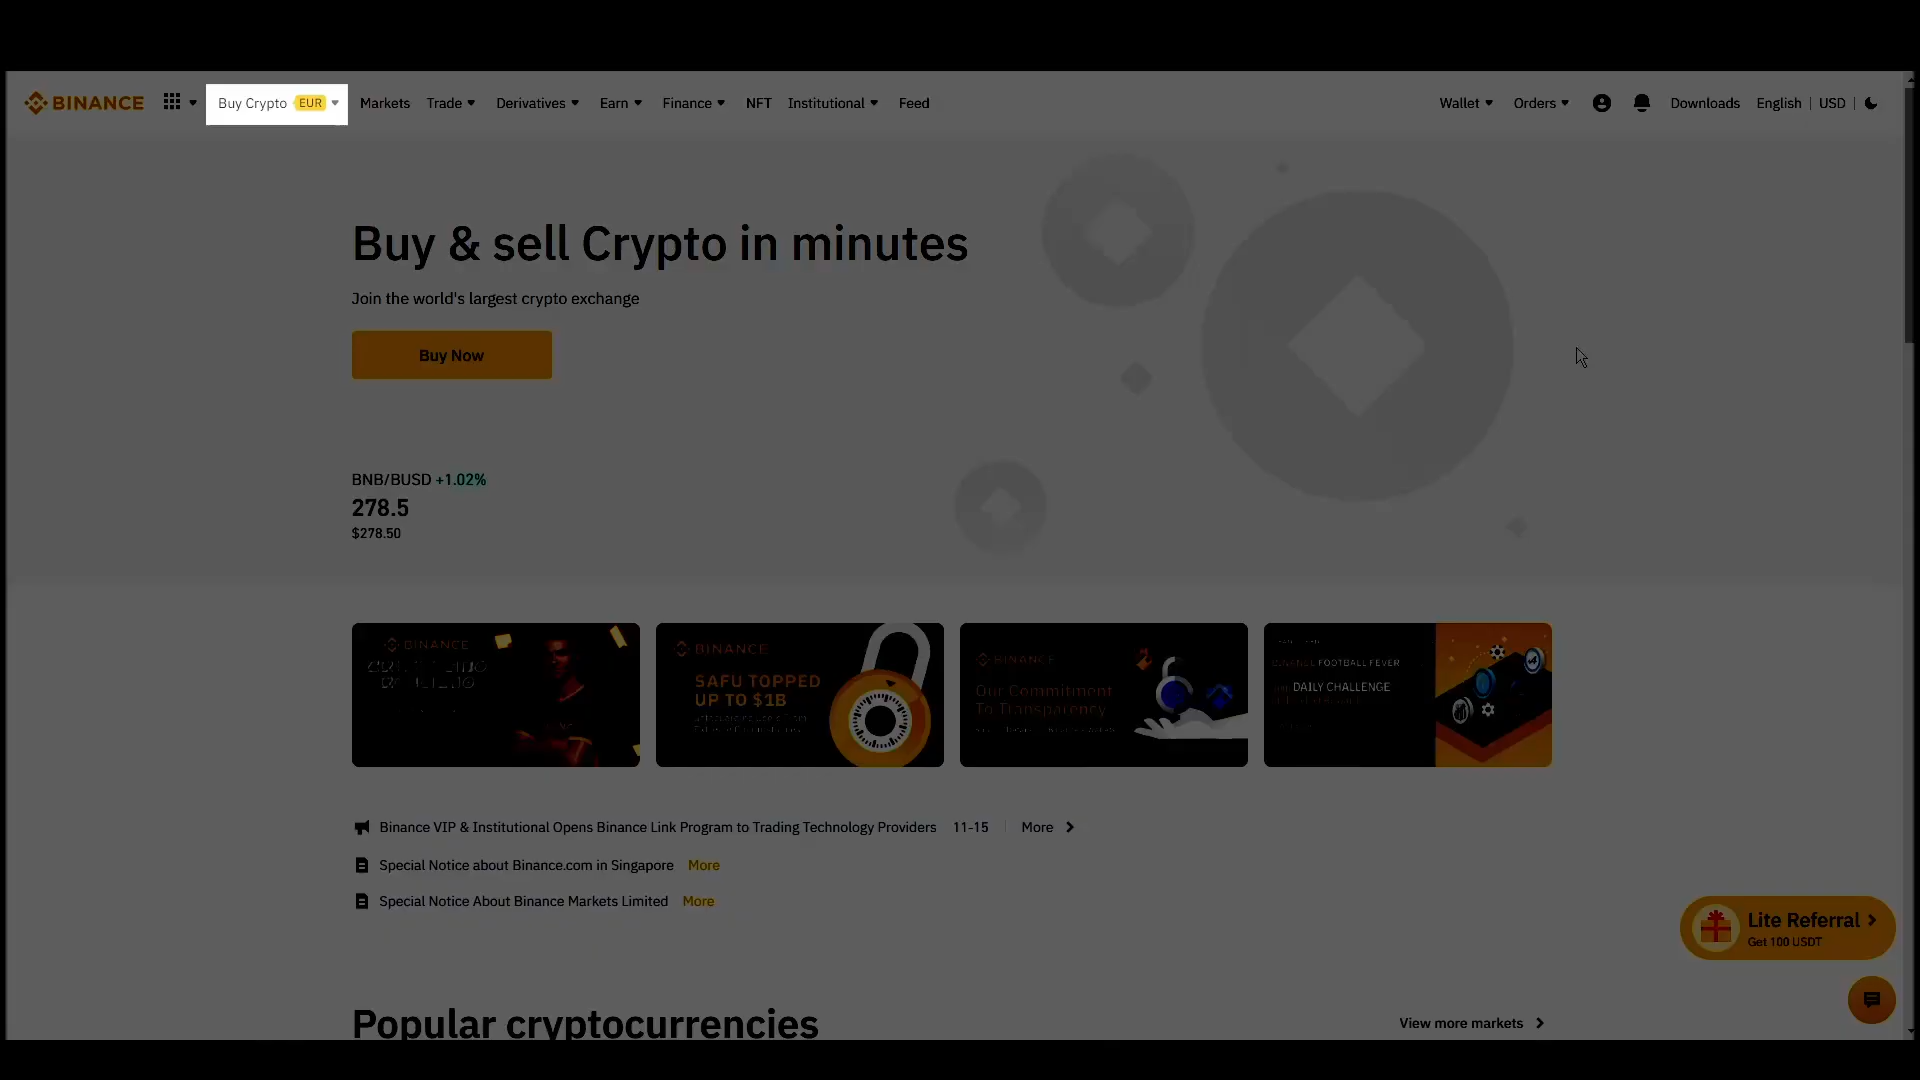 BINANCE
Buy Crypto EUR
Markets
Trade
Derivatives
Earn
Finance
NFT
Institutional
Feed
Wallet
Orders
Downloads
English
USD
Buy & sell Crypto in minutes
Join the world's largest crypto exchange
Buy Now
BNB/BUSD +1.02%
278.5
$278.50
BINANCE
BINANCE
SAFU TOPPED
UP TO $1B
BINANCE
Our Commitment
To Transparency
FOOTBALL FEVER
DAILY CHALLENGE
Binance VIP & Institutional Opens Binance Link Program to Trading Technology Providers 11-15 More
Special Notice about Binance.com in Singapore More
Special Notice About Binance Markets Limited More
Lite Referral
Get 100 USDT
Popular cryptocurrencies
View more markets